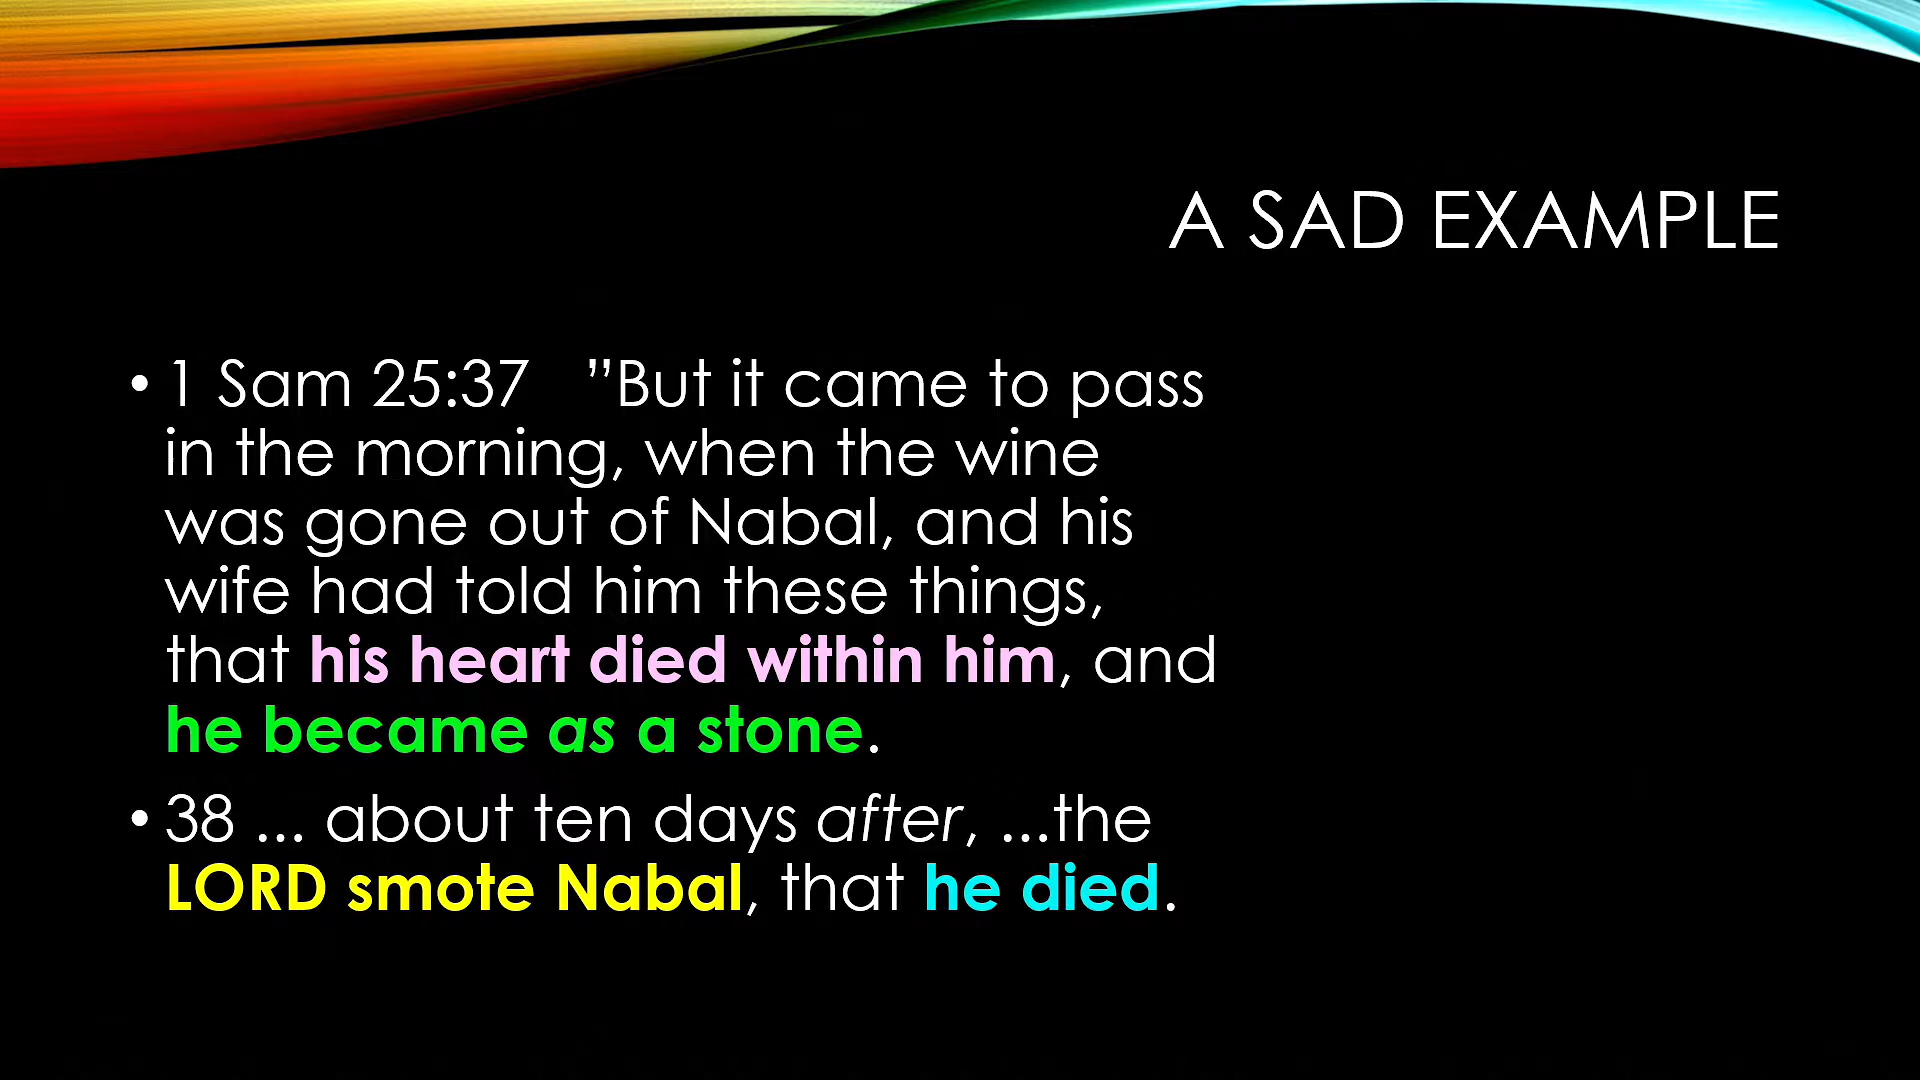 A SAD EXAMPLE
• 1 Sam 25:37 ”But it came to pass
in the morning, when the wine
was gone out of Nabal, and his
wife had told him these things,
that his heart died within him, and
he became as a stone.
• 38 ... about ten days after, ...the
LORD smote Nabal, that he died.